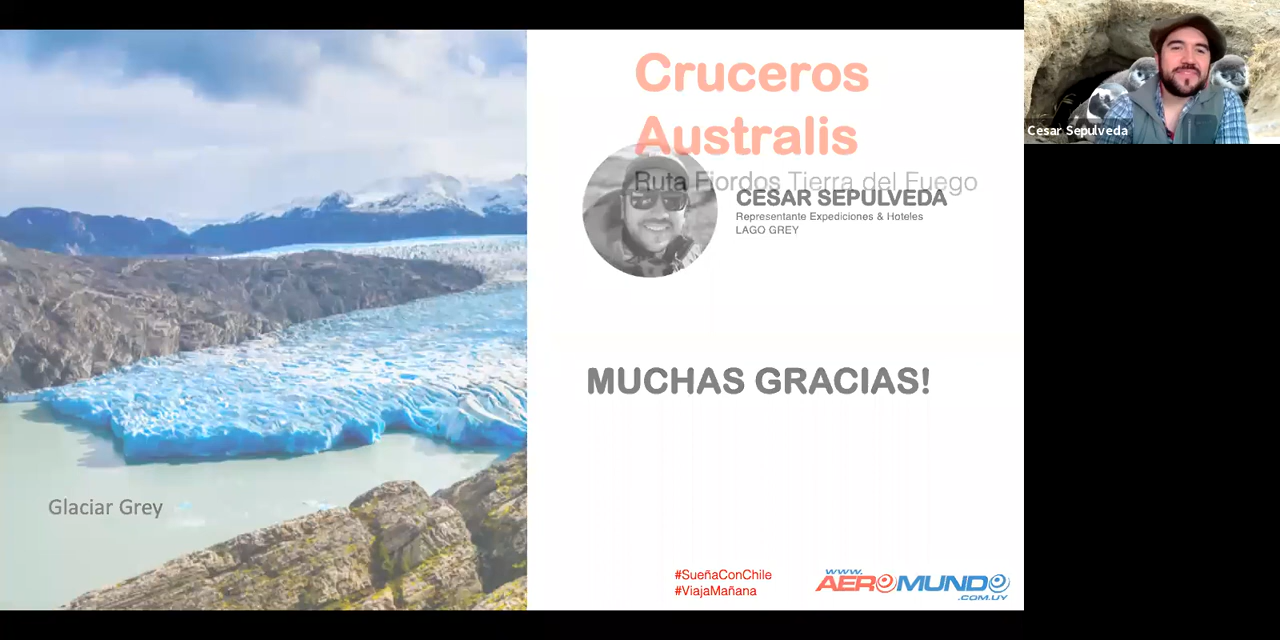 Cruceros
Australis
Ruta Fiordos Tierra del Fuego
CESAR SEPULVEDA
Representante Expediciones & Hoteles
LAGO GREY
MUCHAS GRACIAS!
Glaciar Grey
#SueñaConChile
#ViajaMañana
WWW.
AEROMUNDO
.COM.UY
Cesar Sepulveda